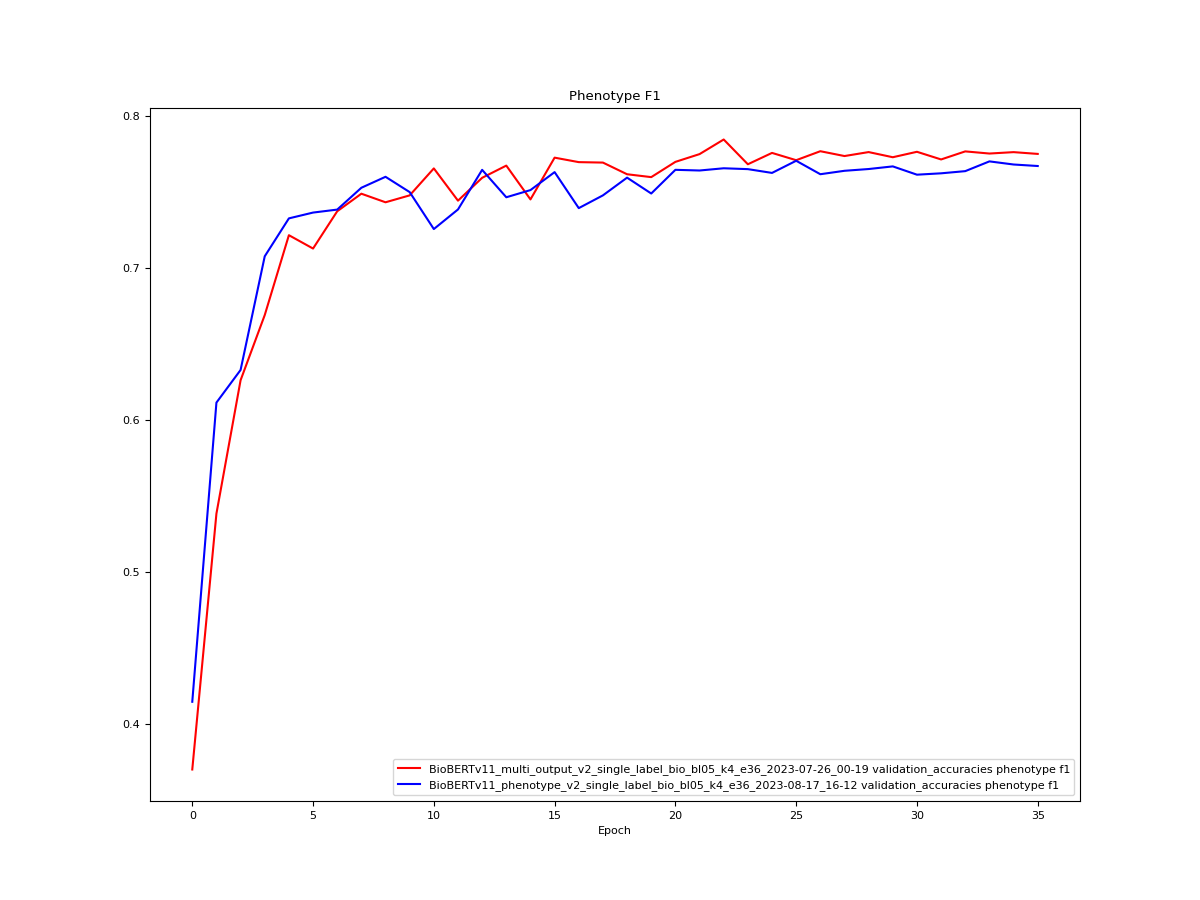 Phenotype F1
0.8
0.7
0.6
0.5
0.4
BioBERTv11_multi_output_v2_single_label_bio_bl05_k4_e36_2023-07-26_00-19 validation_accuracies phenotype f1
BioBERTv11_phenotype_v2_single_label_bio_bl05_k4_e36_2023-08-17_16-12 validation_accuracies phenotype f1
0 5 10 15 20 25 30 35
Epoch